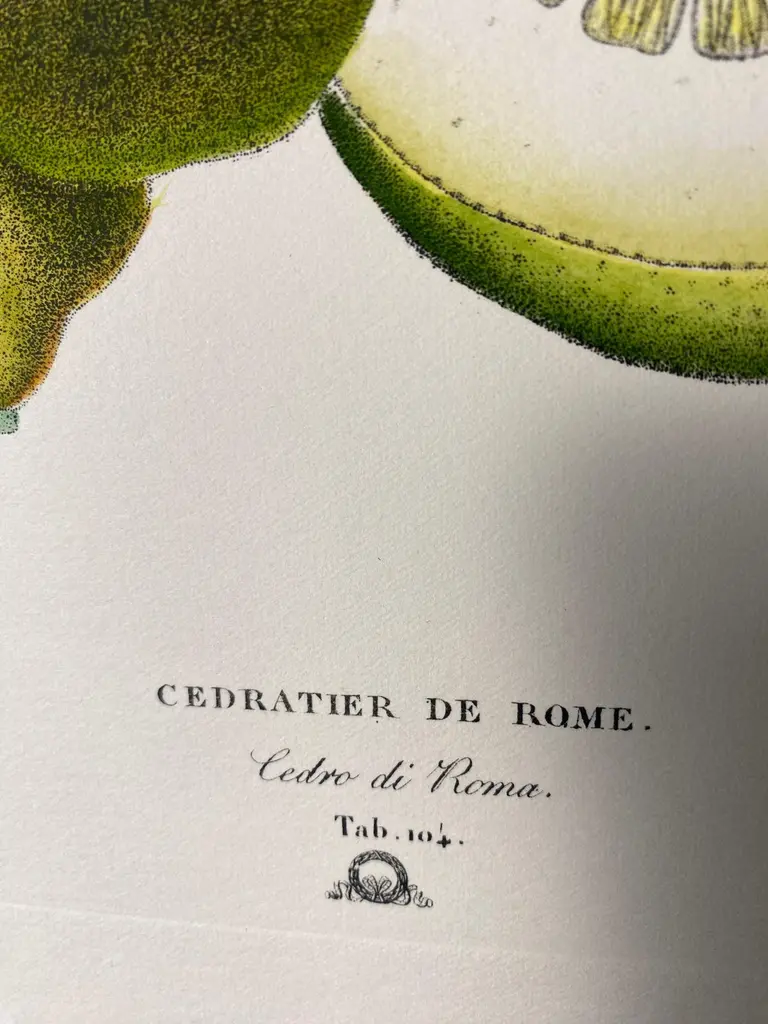 CEDRATIER DE ROME.
Cedro di Roma.
Tab. 104.